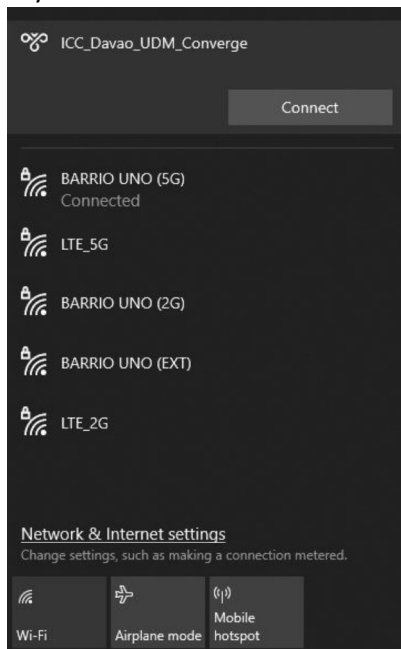 ICC_Davao_UDM_Converge
Connect
BARRIO UNO (5G)
Connected
LTE_5G
BARRIO UNO (2G)
BARRIO UNO (EXT)
LTE_2G
Network & Internet settings
Change settings, such as making a connection metered.
Wi-Fi
Airplane mode
Mobile
hotspot